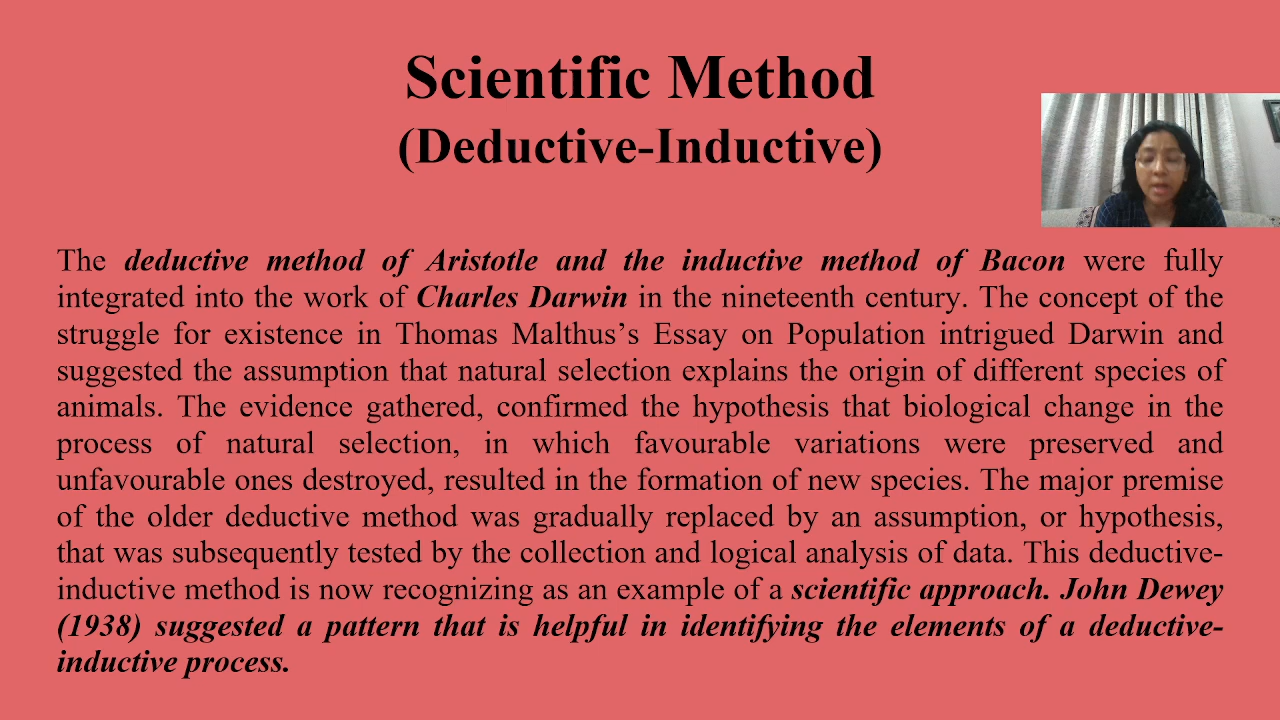 Scientific Method
(Deductive-Inductive)
The deductive method of Aristotle and the inductive method of Bacon were fully
integrated into the work of Charles Darwin in the nineteenth century. The concept of the
struggle for existence in Thomas Malthus’s Essay on Population intrigued Darwin and
suggested the assumption that natural selection explains the origin of different species of
animals. The evidence gathered, confirmed the hypothesis that biological change in the
process of natural selection, in which favourable variations were preserved and
unfavourable ones destroyed, resulted in the formation of new species. The major premise
of the older deductive method was gradually replaced by an assumption, or hypothesis,
that was subsequently tested by the collection and logical analysis of data. This deductive-
inductive method is now recognizing as an example of a scientific approach. John Dewey
(1938) suggested a pattern that is helpful in identifying the elements of a deductive-
inductive process.